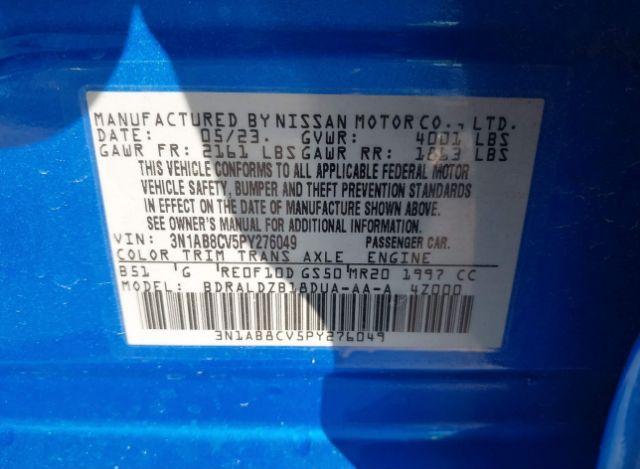 MANUFACTURED BY NISSAN MOTOR CO., LTD.
DATE: 05/23. GVWR: 4001 LBS
GAWR FR: 2161 LBS GAWR RR: 1863 LBS
THIS VEHICLE CONFORMS TO ALL APPLICABLE FEDERAL MOTOR
VEHICLE SAFETY, BUMPER AND THEFT PREVENTION STANDARDS
IN EFFECT ON THE DATE OF MANUFACTURE SHOWN ABOVE.
SEE OWNER'S MANUAL FOR ADDITIONAL INFORMATION.
VIN: 3N1AB8CV5PY276049 PASSENGER CAR.
COLOR TRIM TRANS AXLE ENGINE
B51 G RE0F10D GS50 MR20 1997 CC
MODEL: BDRALDZB18DUA-AA-A 4Z000
3N1AB8CV5PY276049